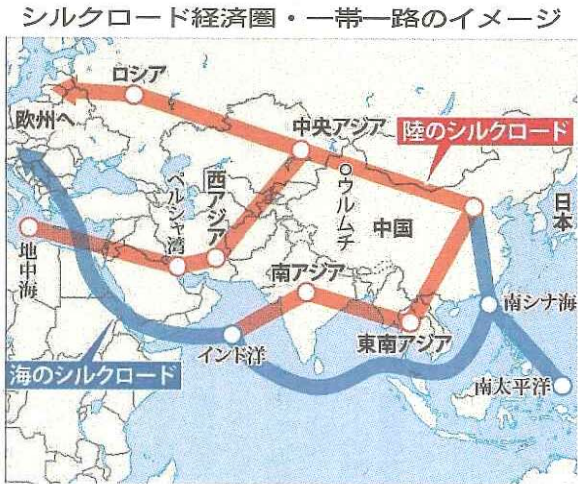 シルクロード経済圏・一帯一路のイメージ
ロシア
欧州へ
中央アジア
陸のシルクロード
ペルシャ湾
西アジア
ウルムチ
中国
日本
地中海
南アジア
南シナ海
インド洋
東南アジア
海のシルクロード
南太平洋